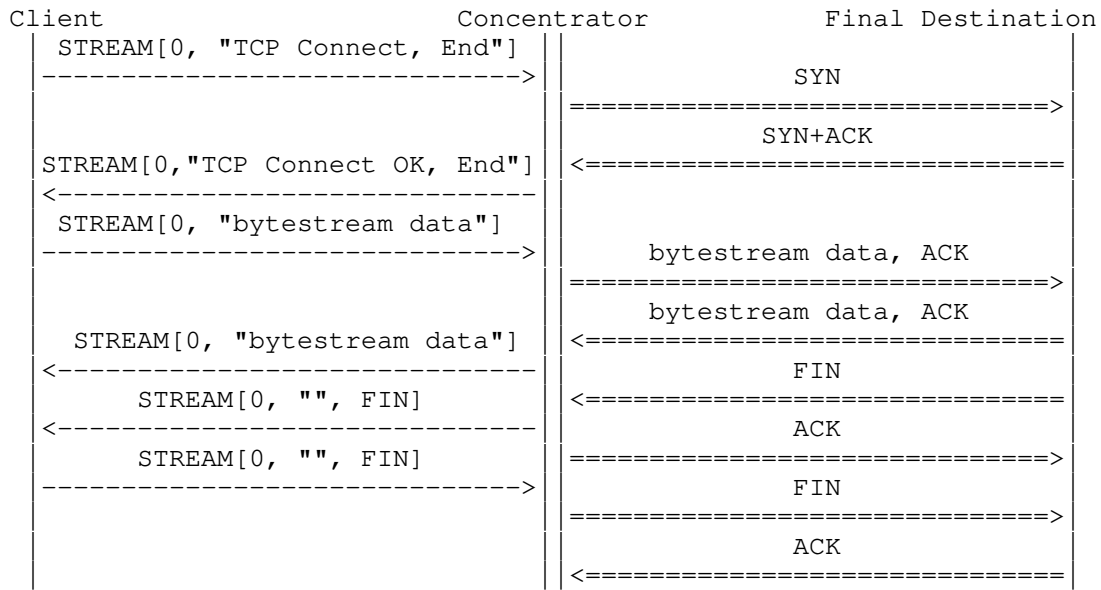 Client Concentrator Final Destination
STREAM[0, "TCP Connect, End"]
SYN
SYN+ACK
STREAM[0,"TCP Connect OK, End"]
STREAM[0, "bytestream data"]
bytestream data, ACK
bytestream data, ACK
STREAM[0, "bytestream data"]
FIN
STREAM[0, "", FIN]
ACK
STREAM[0, "", FIN]
FIN
ACK